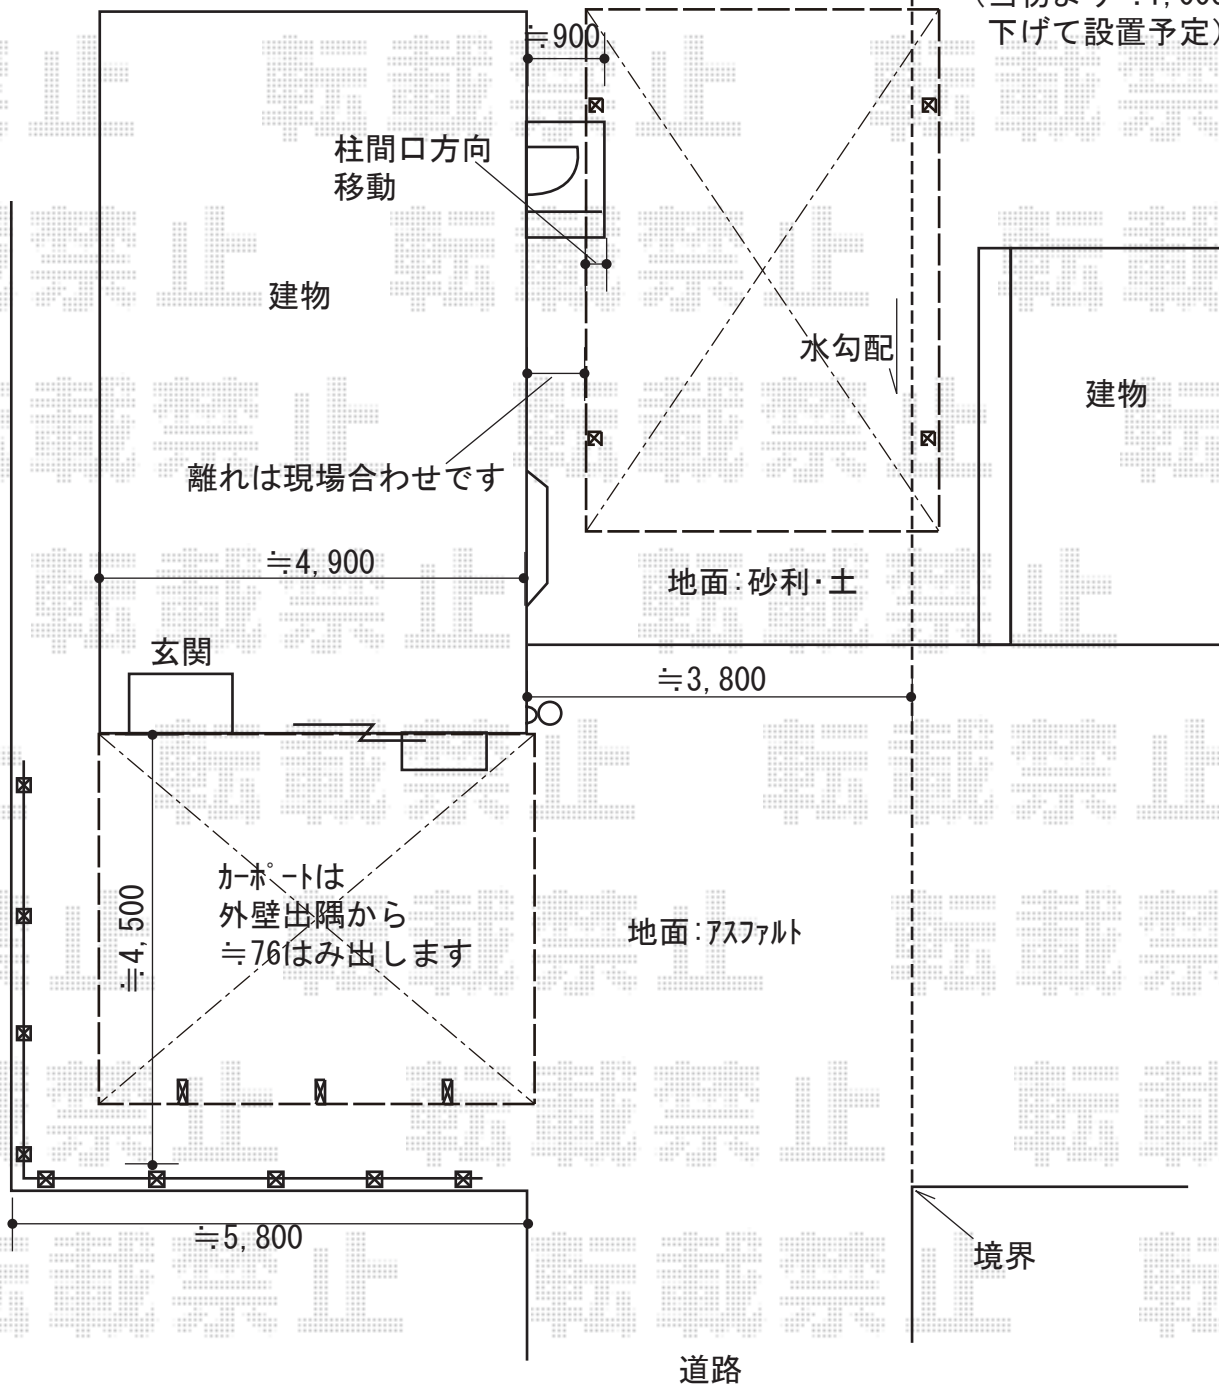 下げて設置予定)
≒900
柱間口方向
移動
建物
水勾配
建物
離れは現場合わせです
≒4,900
地面:砂利・土
玄関
≒3,800
ｶｰﾎﾟｰﾄは
外壁出隅から
≒76はみ出します
≒4,500
地面:ｱｽﾌｧﾙﾄ
≒5,800
境界
道路
転載禁止